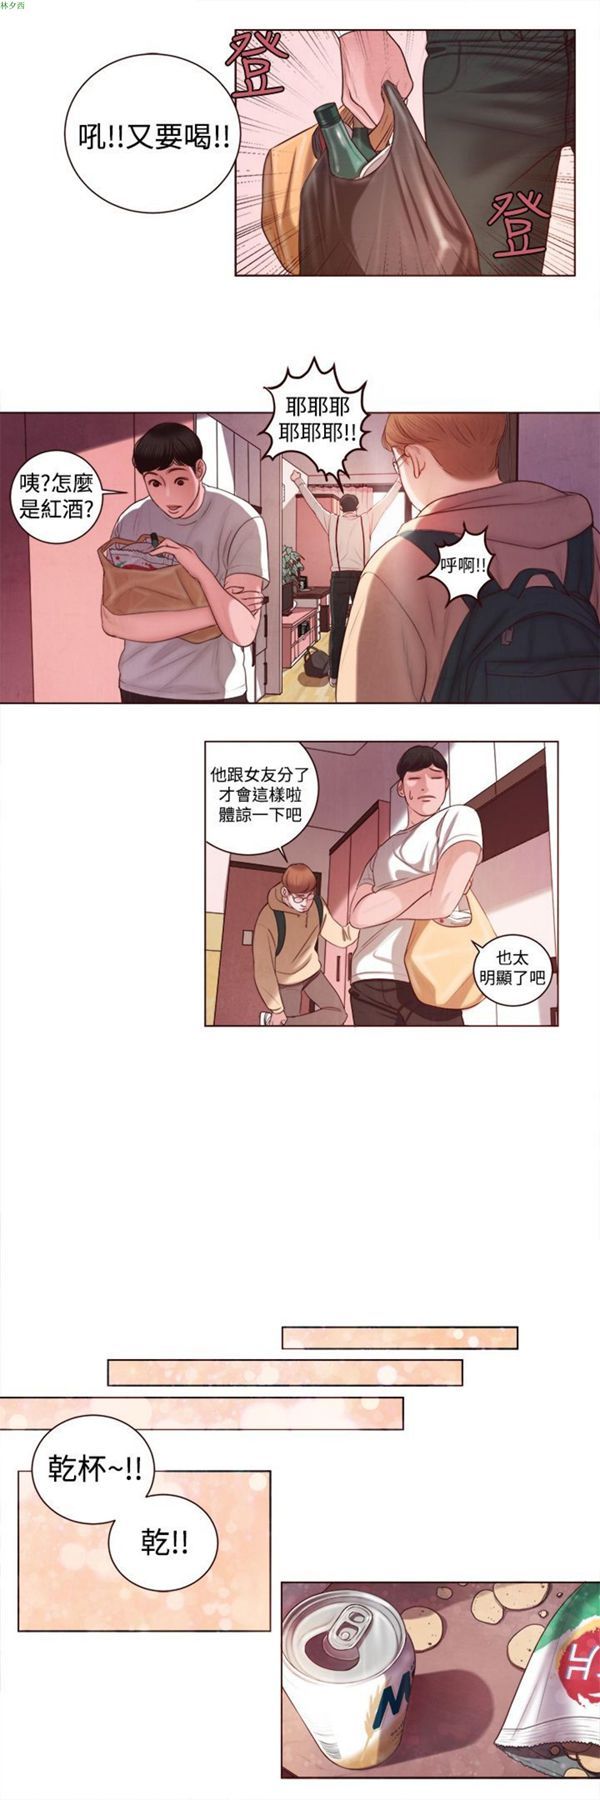 林夕西
登
吼!!又要喝!!
登
耶耶耶
耶耶耶!!
咦?怎麼
是紅酒?
呼啊!!
他跟女友分了
才會這樣啦
體諒一下吧
也太
明顯了吧
乾杯~!!
乾!!